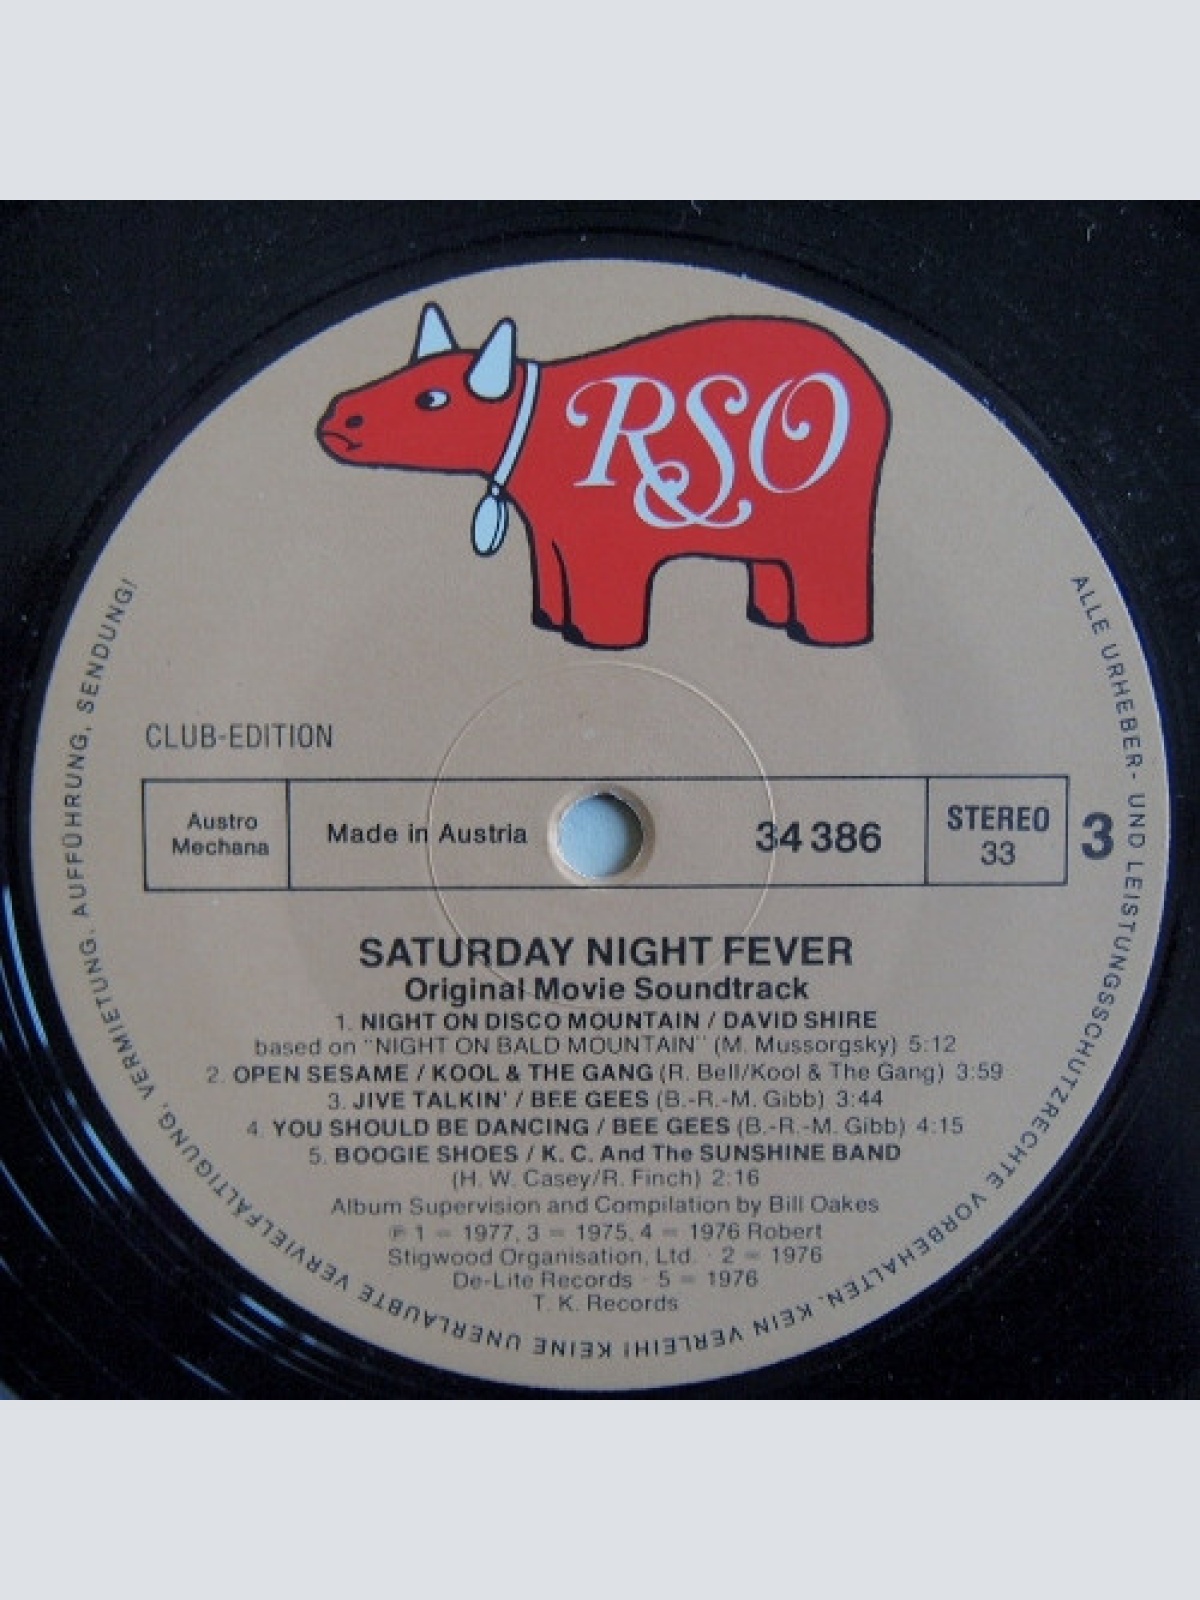 RSO
CLUB-EDITION
Austro
Mechana
Made in Austria
34 386
STEREO
33
3
SATURDAY NIGHT FEVER
Original Movie Soundtrack
1. NIGHT ON DISCO MOUNTAIN / DAVID SHIRE
based on "NIGHT ON BALD MOUNTAIN" (M. Mussorgsky) 5:12
2. OPEN SESAME / KOOL & THE GANG (R. Bell/Kool & The Gang) 3:59
3. JIVE TALKIN' / BEE GEES (B.-R.-M. Gibb) 3:44
4. YOU SHOULD BE DANCING / BEE GEES (B.-R.-M. Gibb) 4:15
5. BOOGIE SHOES / K. C. And The SUNSHINE BAND
(H. W. Casey/R. Finch) 2:16
Album Supervision and Compilation by Bill Oakes
℗ 1 = 1977, 3 = 1975, 4 = 1976 Robert
Stigwood Organisation, Ltd. · 2 = 1976
De-Lite Records · 5 = 1976
T. K. Records
ALLE URHEBER- UND LEISTUNGSSCHUTZRECHTE VORBEHALTEN. KEIN VERLEIH! KEINE UNERLAUBTE VERVIELFÄLTIGUNG, VERMIETUNG, AUFFÜHRUNG, SENDUNG!